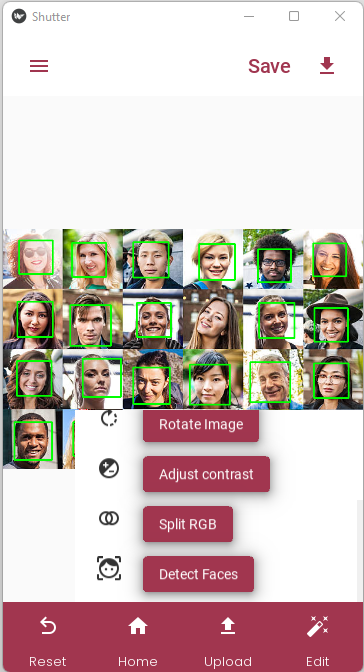 Shutter
Save
Rotate Image
Adjust contrast
Split RGB
Detect Faces
Reset Home Upload Edit